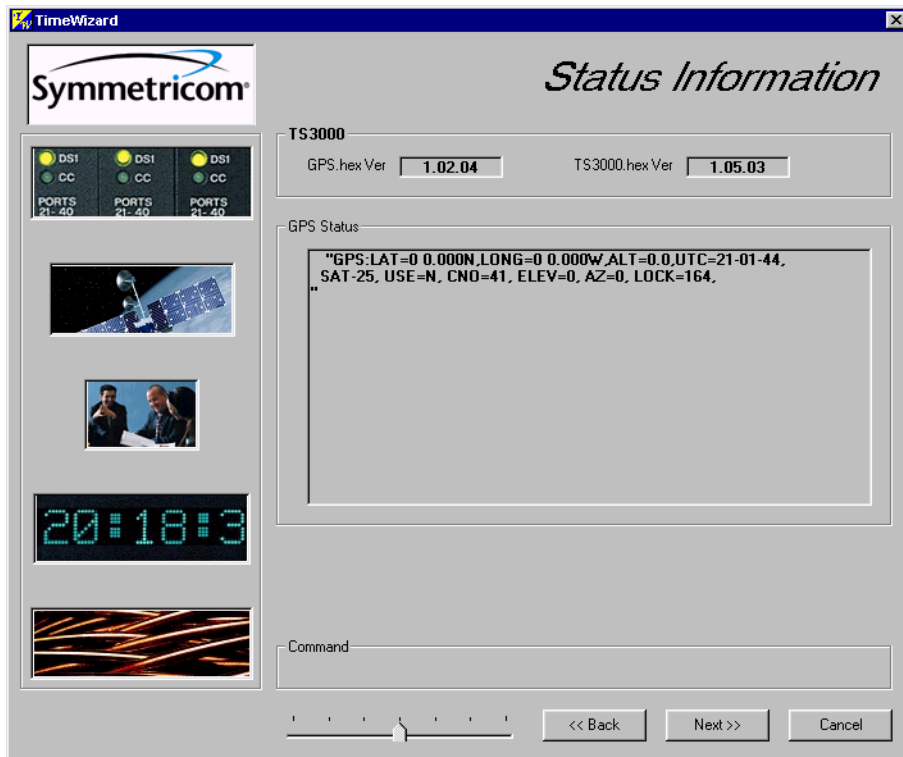 TimeWizard
Symmetricom
Status Information
DS1 DS1 DS1
CC CC CC
PORTS PORTS PORTS
21-40 21-40 21-40
20:18:3
TS3000
GPS.hex Ver 1.02.04 TS3000.hex Ver 1.05.03
GPS Status
"GPS:LAT=0 0.000N,LONG=0 0.000W,ALT=0.0,UTC=21-01-44,
SAT-25, USE=N, CNO=41, ELEV=0, AZ=0, LOCK=164,
"
Command
<< Back Next >> Cancel